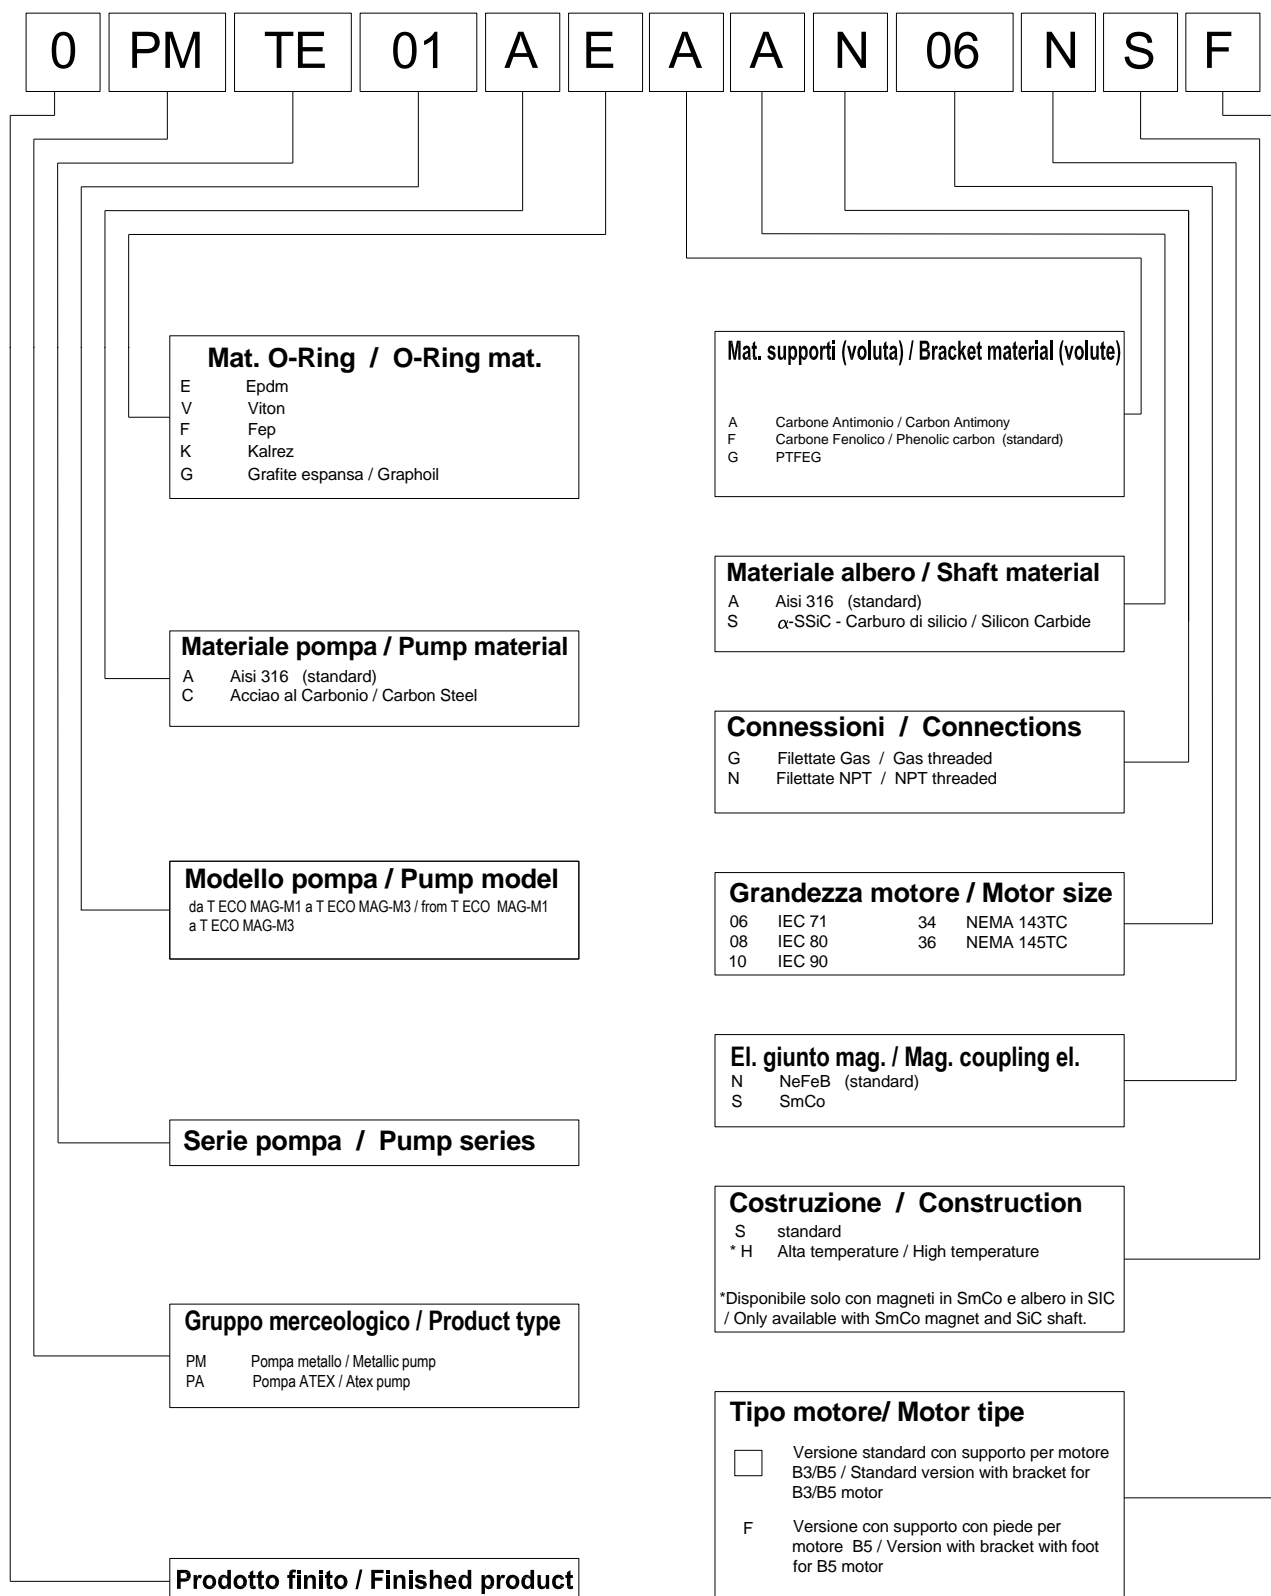 0 PM TE 01 A E A A N 06 N S F
Mat. O-Ring / O-Ring mat.
E Epdm
V Viton
F Fep
K Kalrez
G Grafite espansa / Graphoil
Materiale pompa / Pump material
A Aisi 316 (standard)
C Acciao al Carbonio / Carbon Steel
Modello pompa / Pump model
da T ECO MAG-M1 a T ECO MAG-M3 / from T ECO MAG-M1
a T ECO MAG-M3
Serie pompa / Pump series
Gruppo merceologico / Product type
PM Pompa metallo / Metallic pump
PA Pompa ATEX / Atex pump
Prodotto finito / Finished product
Mat. supporti (voluta) / Bracket material (volute)
A Carbone Antimonio / Carbon Antimony
F Carbone Fenolico / Phenolic carbon (standard)
G PTFEG
Materiale albero / Shaft material
A Aisi 316 (standard)
S α-SSiC - Carburo di silicio / Silicon Carbide
Connessioni / Connections
G Filettate Gas / Gas threaded
N Filettate NPT / NPT threaded
Grandezza motore / Motor size
06 IEC 71 34 NEMA 143TC
08 IEC 80 36 NEMA 145TC
10 IEC 90
El. giunto mag. / Mag. coupling el.
N NeFeB (standard)
S SmCo
Costruzione / Construction
S standard
* H Alta temperature / High temperature
*Disponibile solo con magneti in SmCo e albero in SIC
/ Only available with SmCo magnet and SiC shaft.
Tipo motore/ Motor tipe
Versione standard con supporto per motore
B3/B5 / Standard version with bracket for
B3/B5 motor
F Versione con supporto con piede per
motore B5 / Version with bracket with foot
for B5 motor